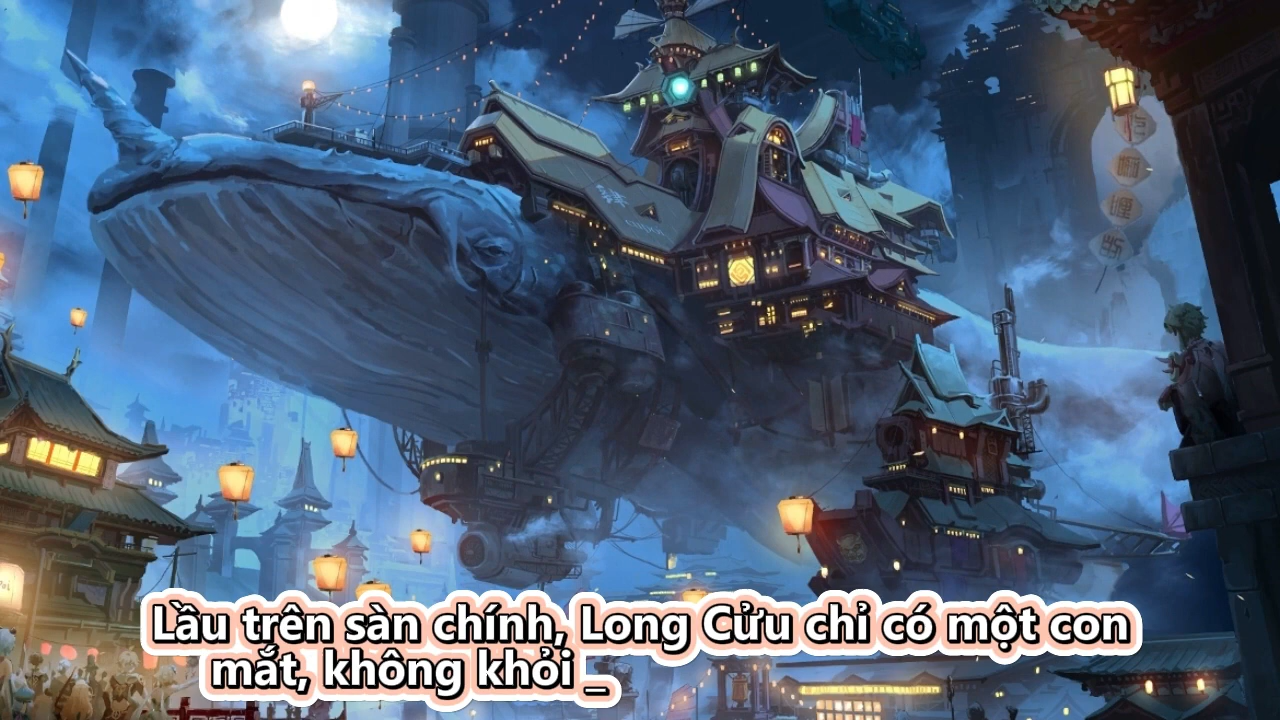 Lầu trên sàn chính, Long Cửu chỉ có một con
mắt, không khỏi _